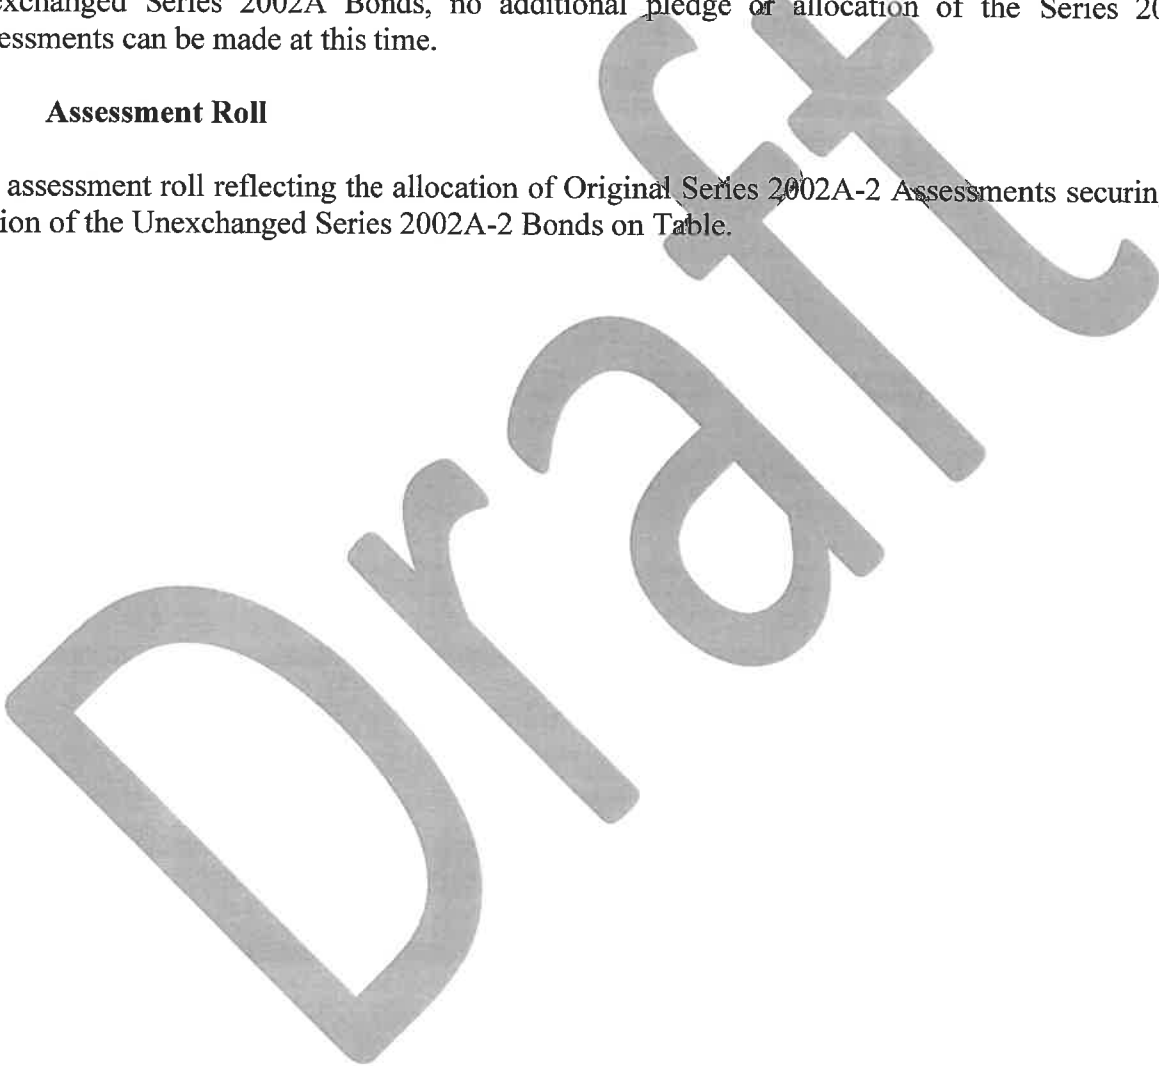 exchanged Series 2002A Bonds, no additional pledge or allocation of the Series 20
essments can be made at this time.
Assessment Roll
assessment roll reflecting the allocation of Original Series 2002A-2 Assessments securin
ion of the Unexchanged Series 2002A-2 Bonds on Table.
Draft